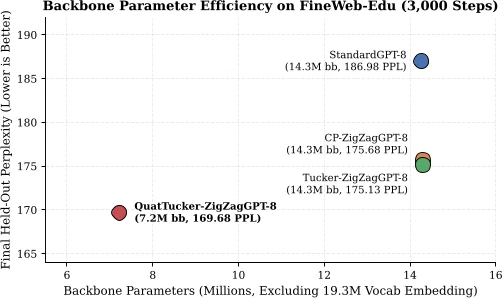 Backbone Parameter Efficiency on FineWeb-Edu (3,000 Steps)
Final Held-Out Perplexity (Lower is Better)
190
185
180
175
170
165
StandardGPT-8
(14.3M bb, 186.98 PPL)
CP-ZigZagGPT-8
(14.3M bb, 175.68 PPL)
Tucker-ZigZagGPT-8
(14.3M bb, 175.13 PPL)
QuatTucker-ZigZagGPT-8
(7.2M bb, 169.68 PPL)
6 8 10 12 14 16
Backbone Parameters (Millions, Excluding 19.3M Vocab Embedding)